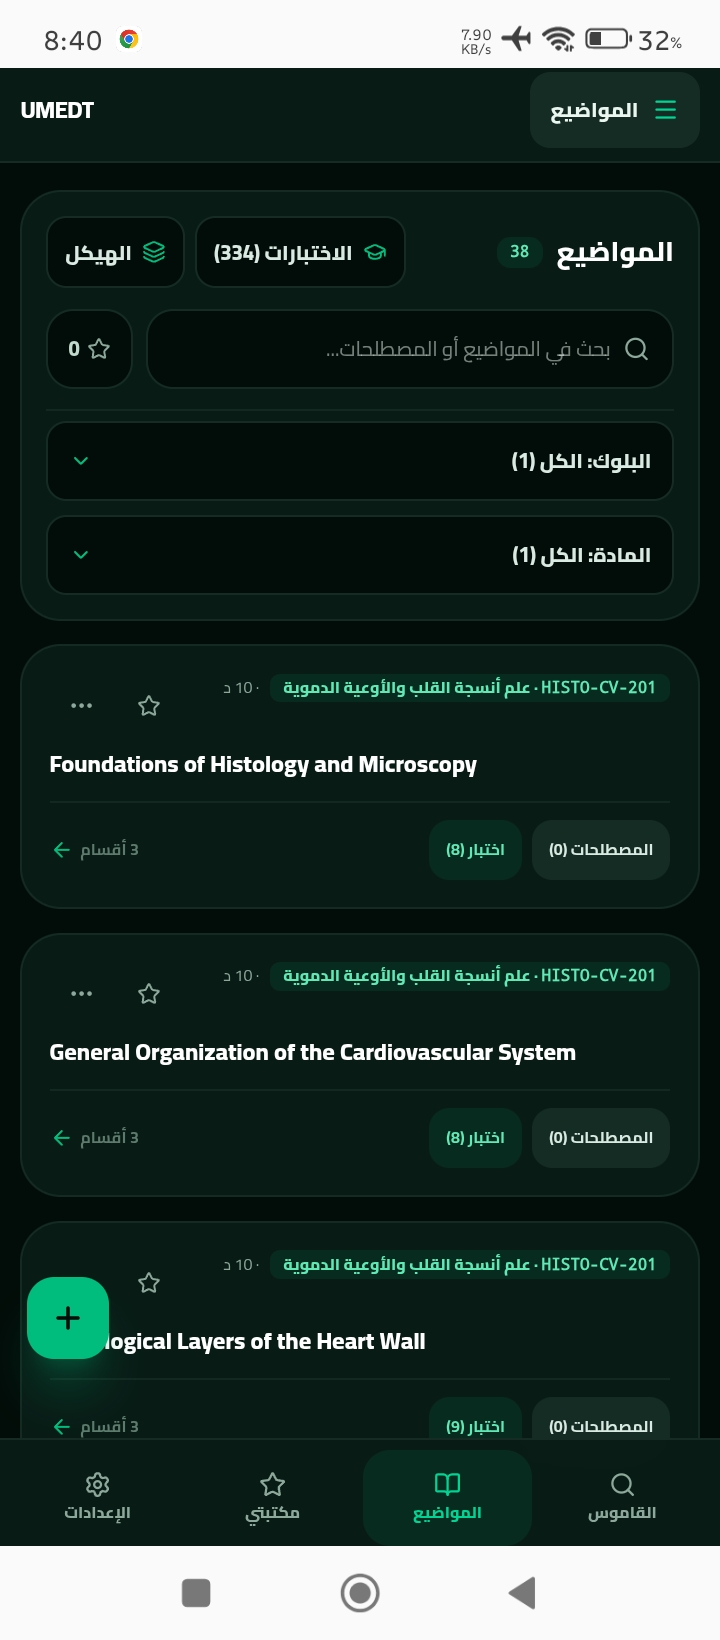 8:40
7.90 KB/s
32%
UMEDT
المواضيع
المواضيع 38
الاختبارات (334)
الهيكل
بحث في المواضيع أو المصطلحات...
0
البلوك: الكل (1)
المادة: الكل (1)
HISTO-CV-201 · علم أنسجة القلب والأوعية الدموية · 10 د
Foundations of Histology and Microscopy
المصطلحات (0)
اختبار (8)
3 أقسام
HISTO-CV-201 · علم أنسجة القلب والأوعية الدموية · 10 د
General Organization of the Cardiovascular System
المصطلحات (0)
اختبار (8)
3 أقسام
HISTO-CV-201 · علم أنسجة القلب والأوعية الدموية · 10 د
logical Layers of the Heart Wall
المصطلحات (0)
اختبار (9)
3 أقسام
القاموس
المواضيع
مكتبتي
الإعدادات